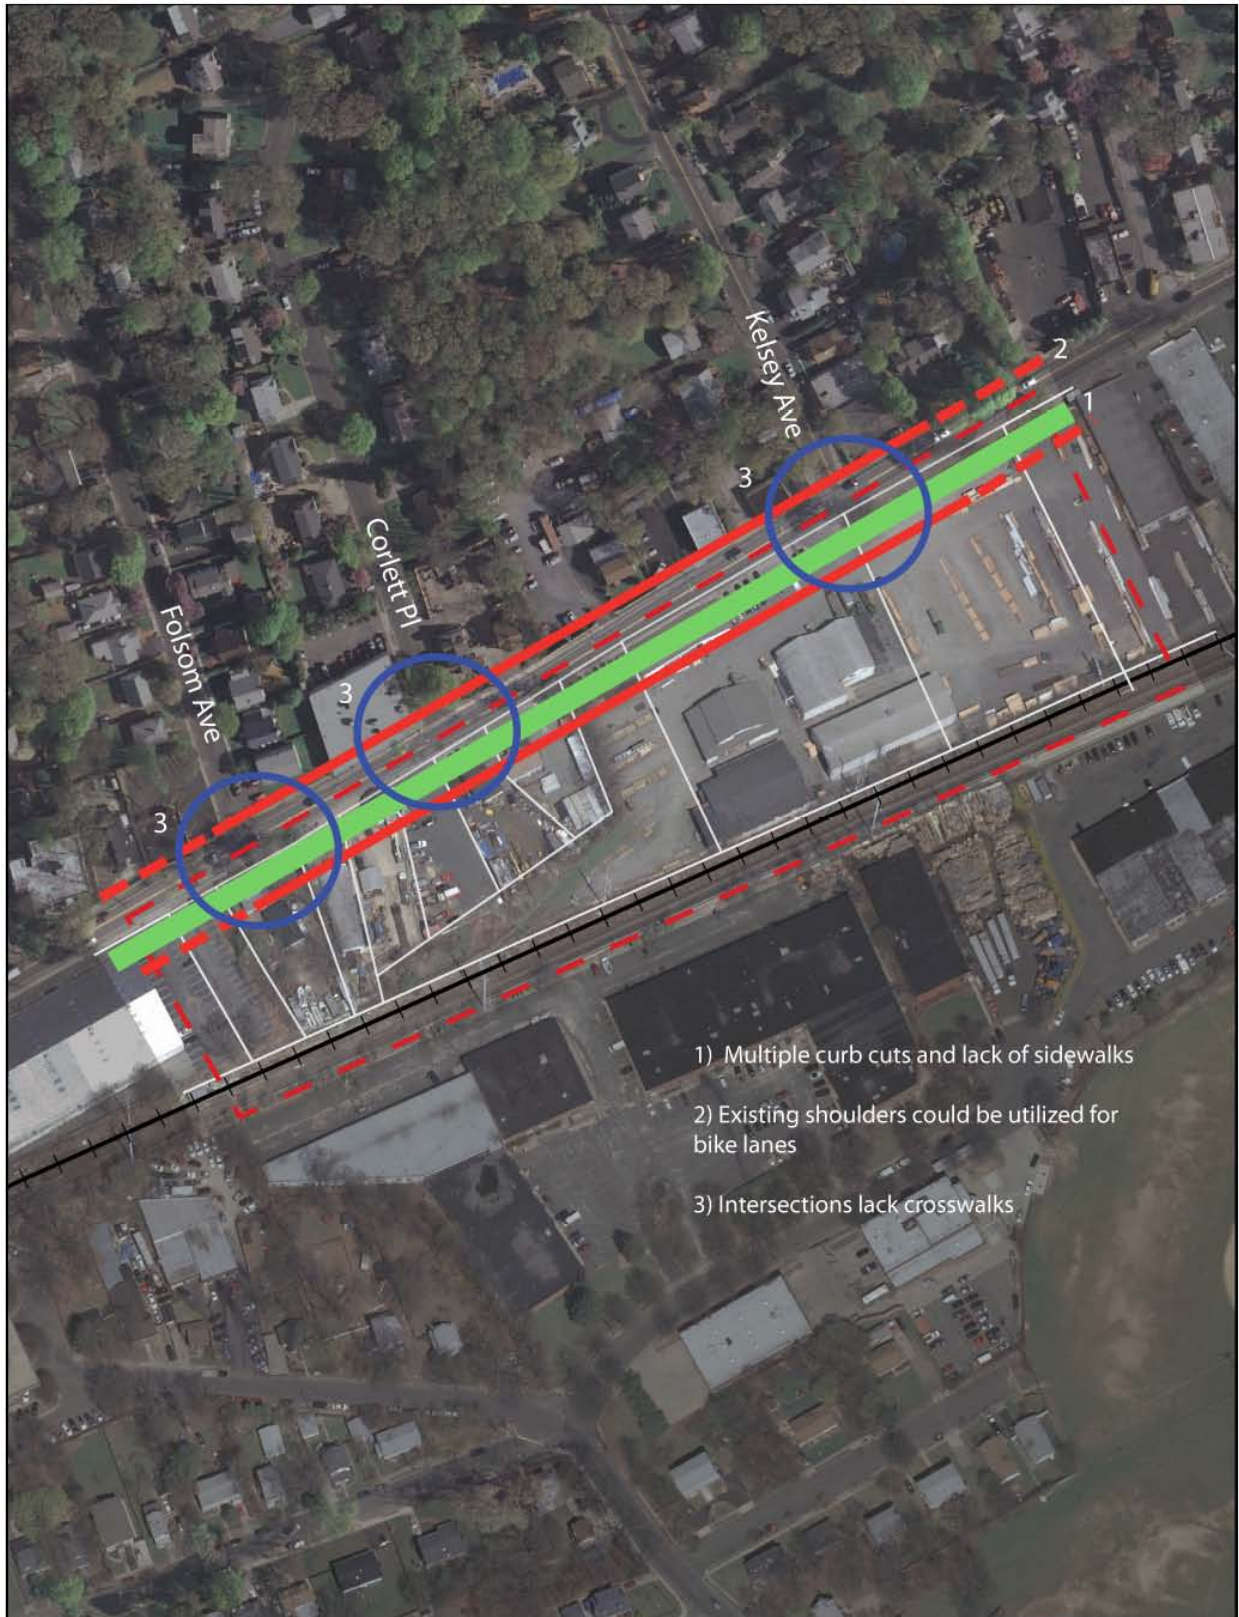 Kelsey Ave
2
1
3
Corlett Pl
Folsom Ave
3
3
1) Multiple curb cuts and lack of sidewalks
2) Existing shoulders could be utilized for
bike lanes
3) Intersections lack crosswalks